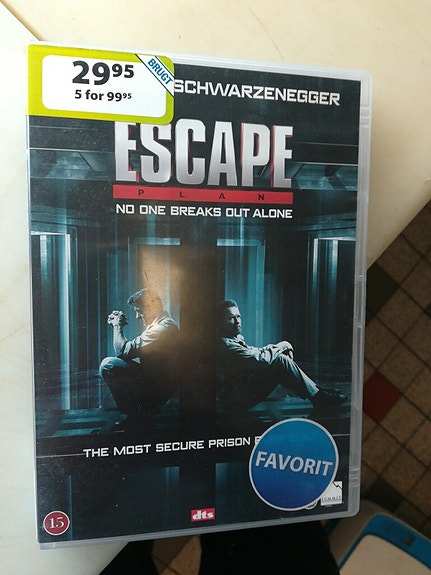 29⁹⁵
5 for 99⁹⁵
BRUGT
SCHWARZENEGGER
ESCAPE
PLAN
NO ONE BREAKS OUT ALONE
THE MOST SECURE PRISON
FAVORIT
SUMMIT
15
dts